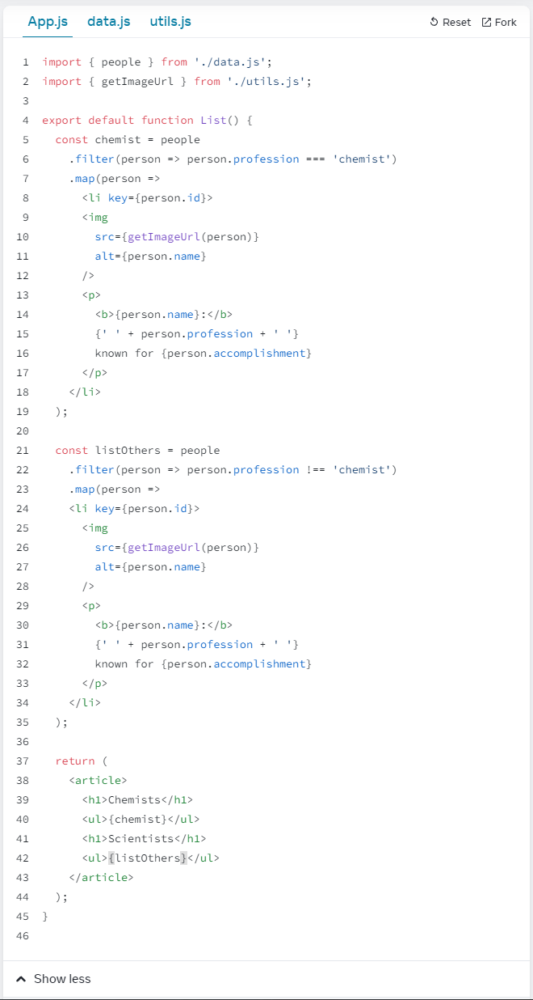 App.js data.js utils.js Reset Fork
1 import { people } from './data.js';
2 import { getImageUrl } from './utils.js';
3
4 export default function List() {
5   const chemist = people
6     .filter(person => person.profession === 'chemist')
7     .map(person =>
8       <li key={person.id}>
9       <img
10         src={getImageUrl(person)}
11         alt={person.name}
12       />
13       <p>
14         <b>{person.name}:</b>
15         {' ' + person.profession + ' '}
16         known for {person.accomplishment}
17       </p>
18     </li>
19   );
20
21   const listOthers = people
22     .filter(person => person.profession !== 'chemist')
23     .map(person =>
24     <li key={person.id}>
25       <img
26         src={getImageUrl(person)}
27         alt={person.name}
28       />
29       <p>
30         <b>{person.name}:</b>
31         {' ' + person.profession + ' '}
32         known for {person.accomplishment}
33       </p>
34     </li>
35   );
36
37   return (
38     <article>
39       <h1>Chemists</h1>
40       <ul>{chemist}</ul>
41       <h1>Scientists</h1>
42       <ul>{listOthers}</ul>
43     </article>
44   );
45 }
46
Show less